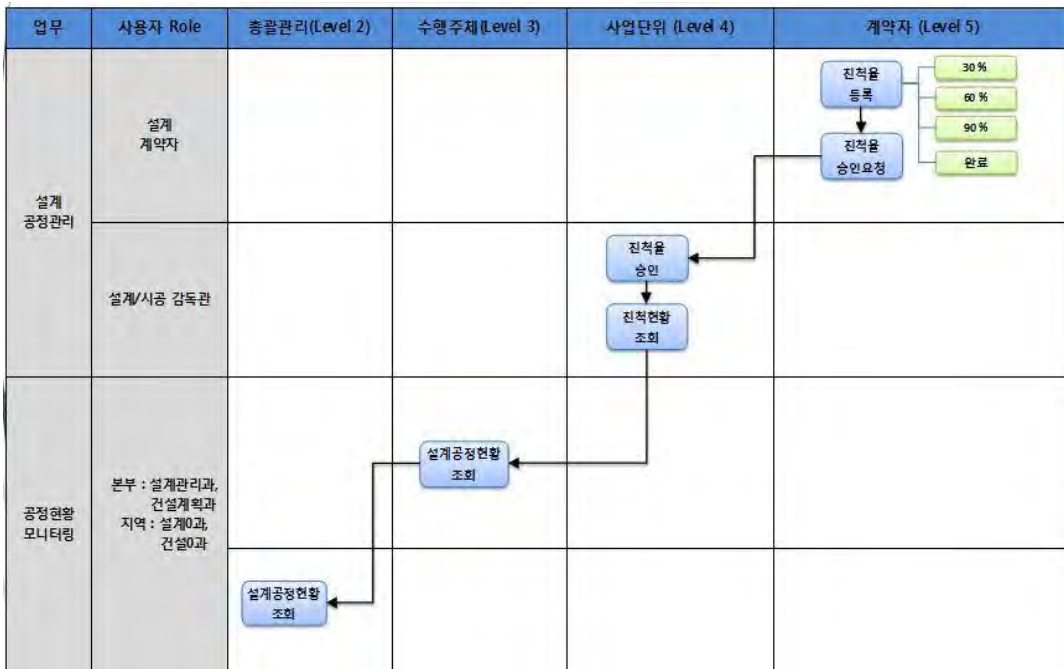 업무
사용자 Role
총괄관리(Level 2)
수행주체(Level 3)
사업단위 (Level 4)
계약자 (Level 5)
설계
공정관리
설계
계약자
진척율
등록
30 %
60 %
90 %
완료
진척율
승인요청
설계/시공 감독관
진척율
승인
진척현황
조회
공정현황
모니터링
본부 : 설계관리과,
건설계획과
지역 : 설계0과,
건설0과
설계공정현황
조회
설계공정현황
조회